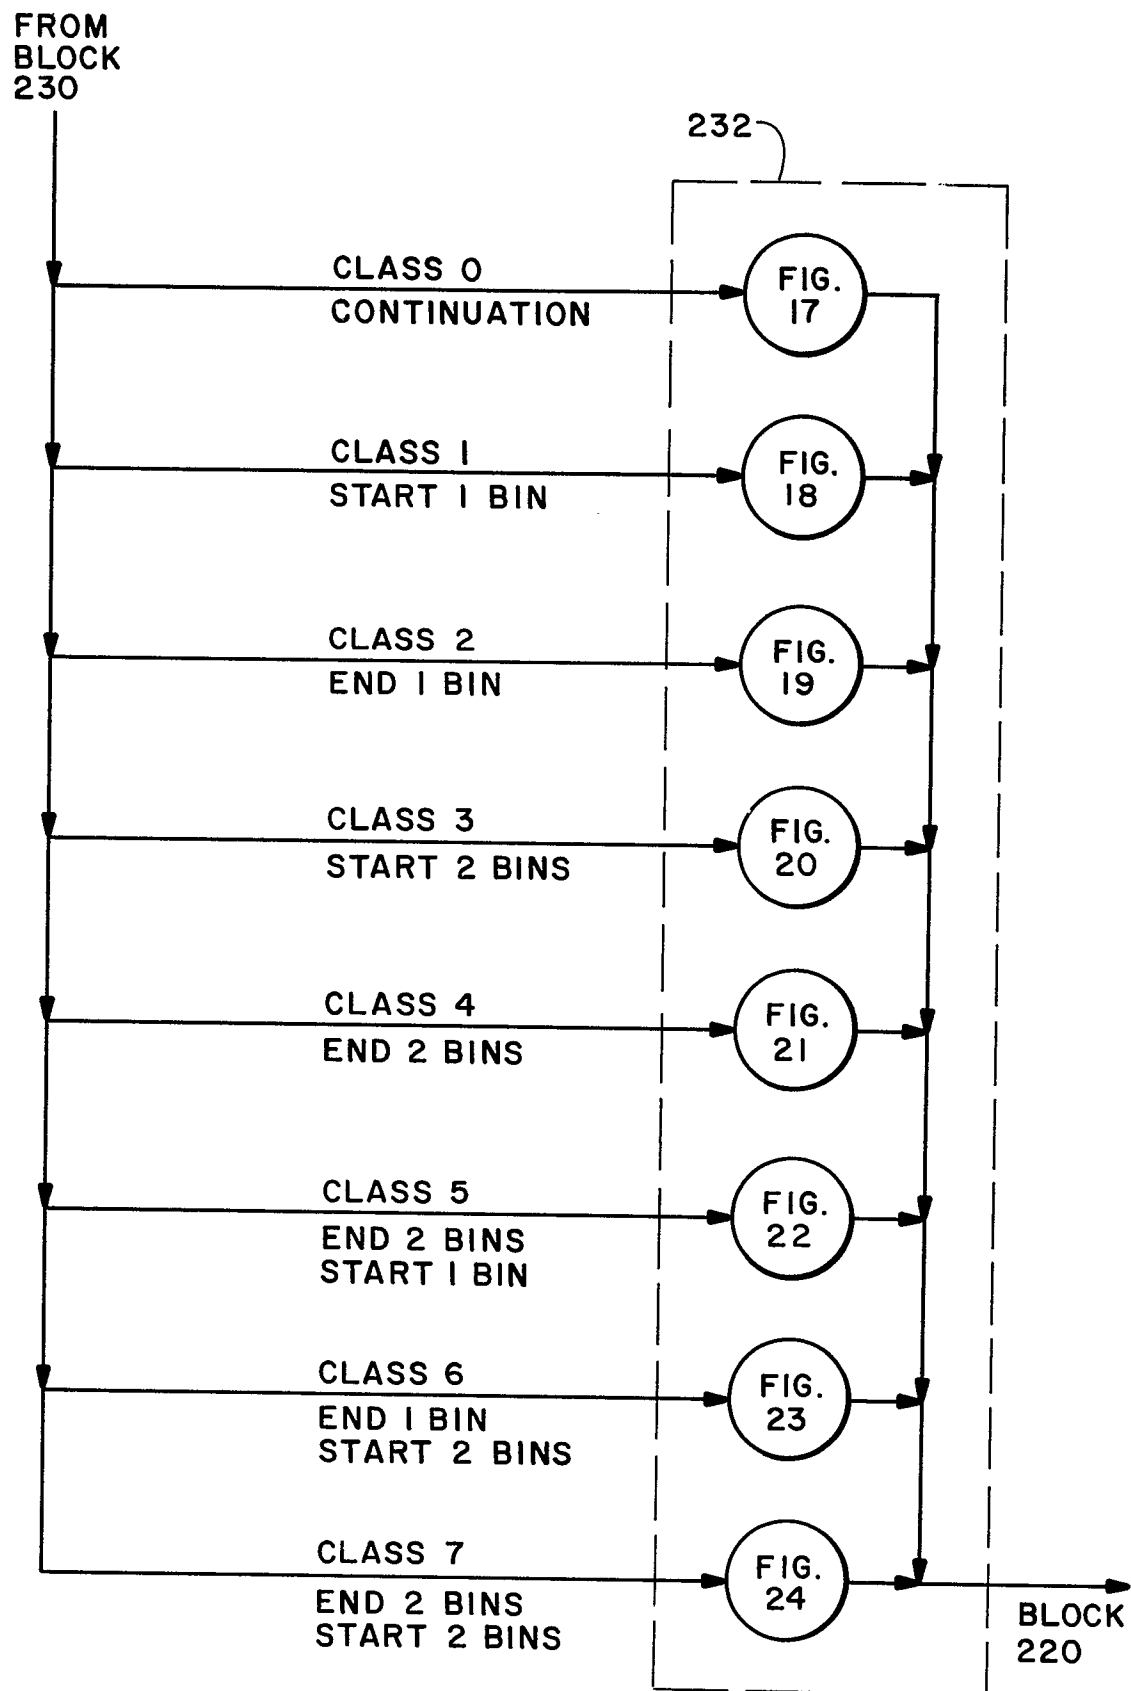 FROM
BLOCK
230
232
CLASS 0
CONTINUATION
FIG.
17
CLASS 1
START 1 BIN
FIG.
18
CLASS 2
END 1 BIN
FIG.
19
CLASS 3
START 2 BINS
FIG.
20
CLASS 4
END 2 BINS
FIG.
21
CLASS 5
END 2 BINS
START 1 BIN
FIG.
22
CLASS 6
END 1 BIN
START 2 BINS
FIG.
23
CLASS 7
END 2 BINS
START 2 BINS
FIG.
24
BLOCK
220